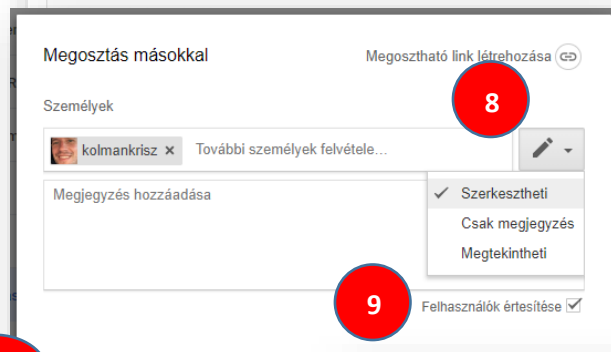 Megosztás másokkal
Megosztható link létrehozása
Személyek
8
kolmankrisz × További személyek felvétele…
Megjegyzés hozzáadása
Szerkesztheti
Csak megjegyzés
Megtekintheti
9
Felhasználók értesítése